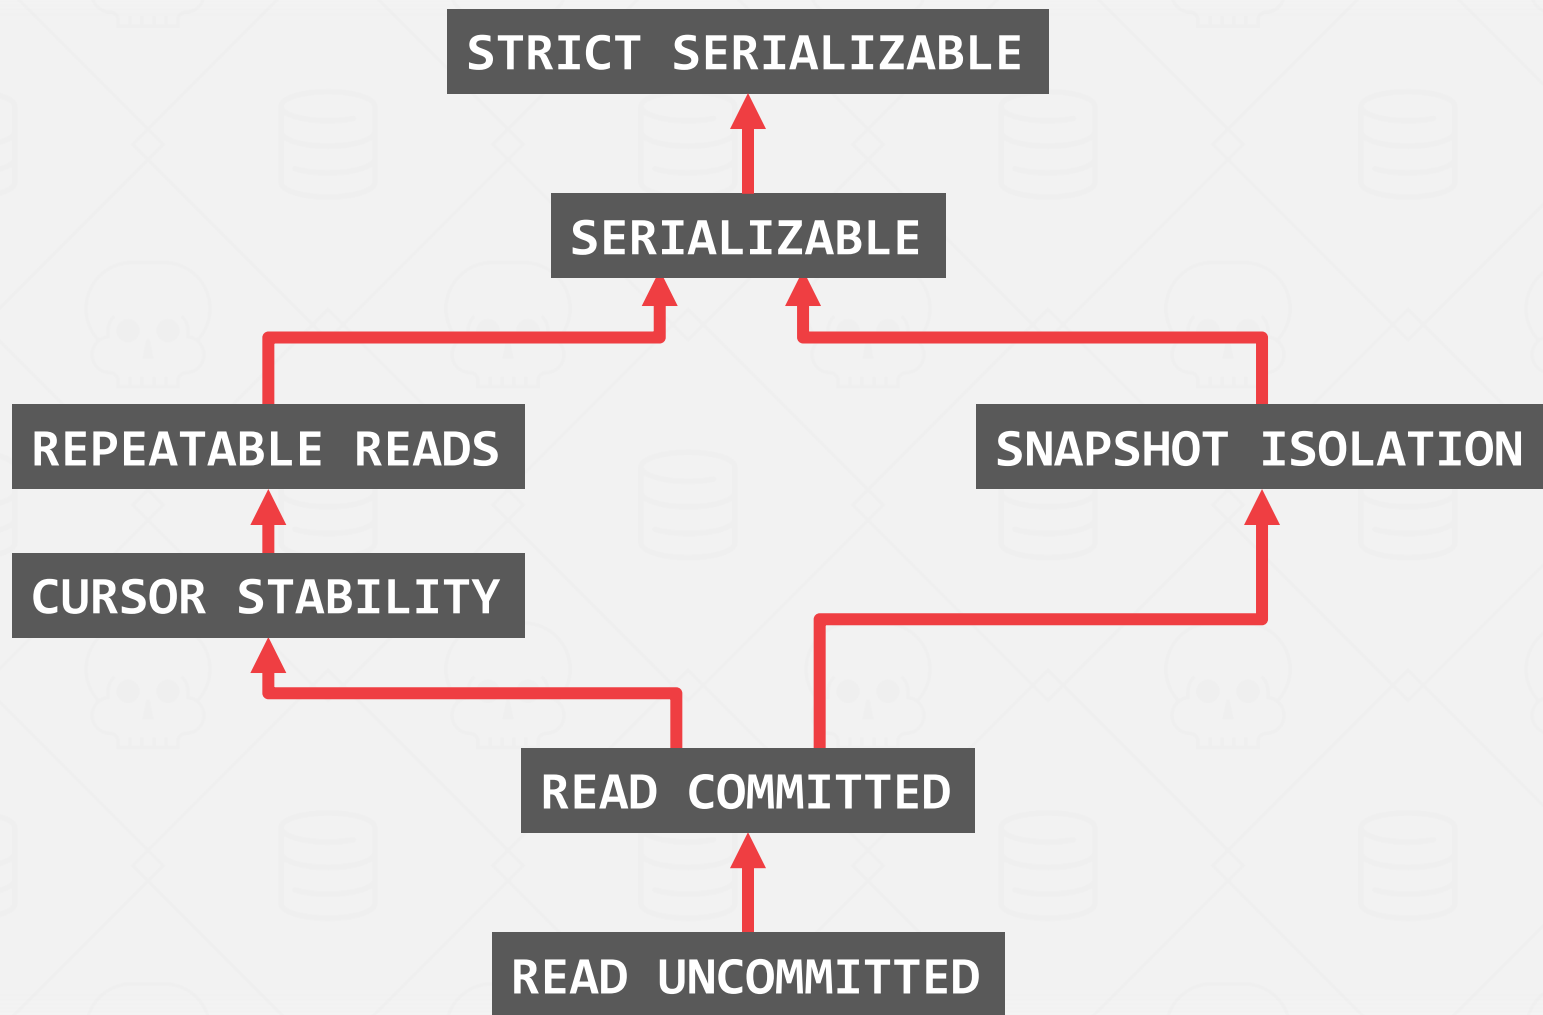 STRICT SERIALIZABLE
SERIALIZABLE
REPEATABLE READS
SNAPSHOT ISOLATION
CURSOR STABILITY
READ COMMITTED
READ UNCOMMITTED